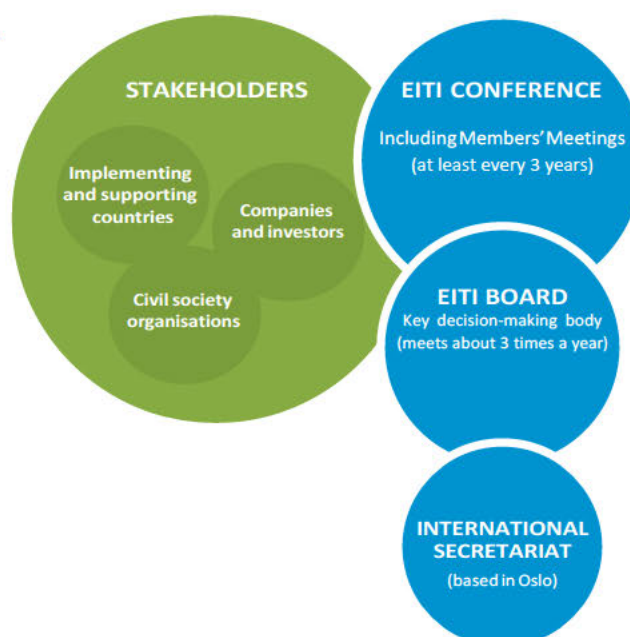 STAKEHOLDERS
Implementing
and supporting
countries
Companies
and investors
Civil society
organisations
EITI CONFERENCE
Including Members' Meetings
(at least every 3 years)
EITI BOARD
Key decision-making body
(meets about 3 times a year)
INTERNATIONAL
SECRETARIAT
(based in Oslo)